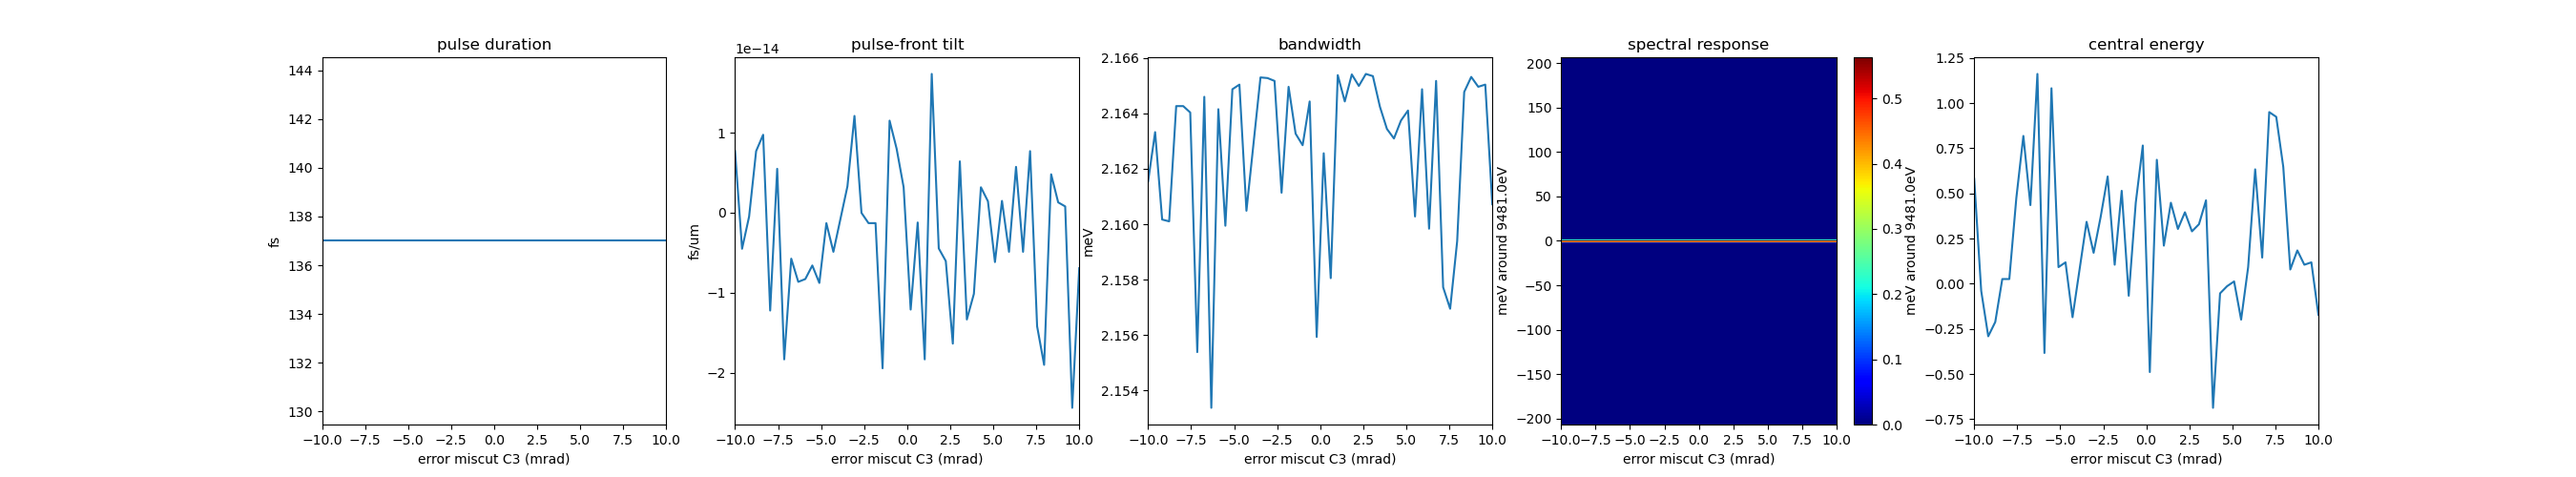 pulse duration
144
142
140
138
136
134
132
130
fs
−10.0 −7.5 −5.0 −2.5 0.0 2.5 5.0 7.5 10.0
error miscut C3 (mrad)
pulse-front tilt
1e−14
1
0
−1
−2
fs/um
−10.0 −7.5 −5.0 −2.5 0.0 2.5 5.0 7.5 10.0
error miscut C3 (mrad)
bandwidth
2.166
2.164
2.162
2.160
2.158
2.156
2.154
meV
−10.0 −7.5 −5.0 −2.5 0.0 2.5 5.0 7.5 10.0
error miscut C3 (mrad)
spectral response
200
150
100
50
0
−50
−100
−150
−200
meV around 9481.0eV
−10.0 −7.5 −5.0 −2.5 0.0 2.5 5.0 7.5 10.0
error miscut C3 (mrad)
0.5
0.4
0.3
0.2
0.1
0.0
central energy
1.25
1.00
0.75
0.50
0.25
0.00
−0.25
−0.50
−0.75
meV around 9481.0eV
−10.0 −7.5 −5.0 −2.5 0.0 2.5 5.0 7.5 10.0
error miscut C3 (mrad)